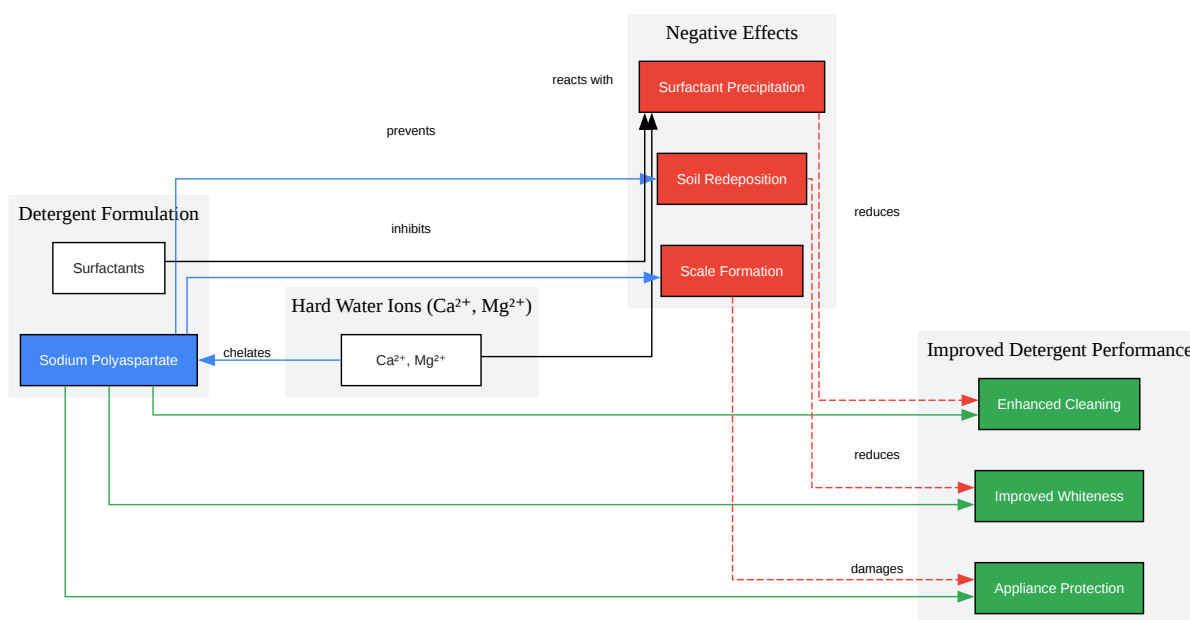 Negative Effects
reacts with
Surfactant Precipitation
prevents
Soil Redeposition
Detergent Formulation
reduces
inhibits
Surfactants
Scale Formation
Hard Water Ions (Ca²⁺, Mg²⁺)
Sodium Polyaspartate
chelates
Ca²⁺, Mg²⁺
Improved Detergent Performance
Enhanced Cleaning
reduces
Improved Whiteness
damages
Appliance Protection